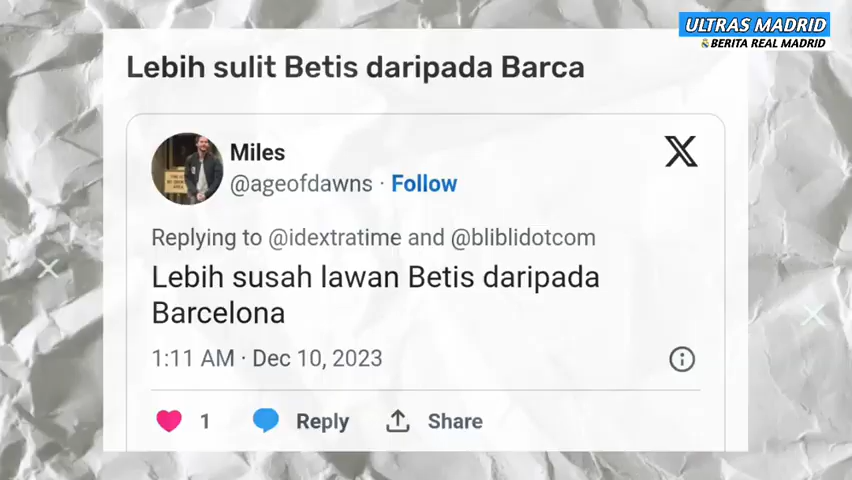 ULTRAS MADRID
BERITA REAL MADRID
Lebih sulit Betis daripada Barca
Miles
@ageofdawns · Follow
Replying to @idextratime and @bliblidotcom
Lebih susah lawan Betis daripada
Barcelona
1:11 AM · Dec 10, 2023
1 Reply Share